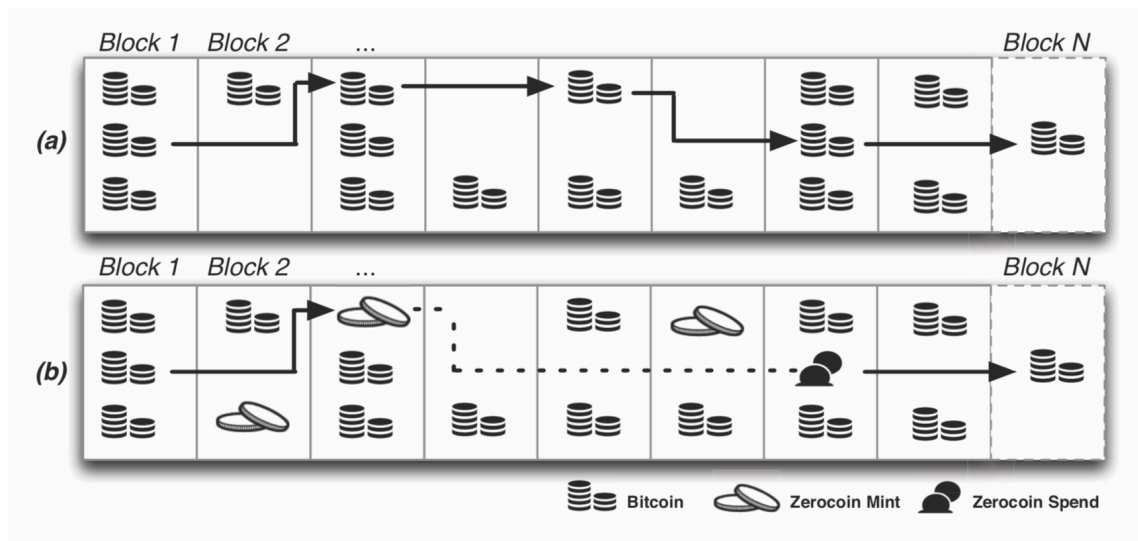 Block 1 Block 2 ... Block N
(a)
Block 1 Block 2 ... Block N
(b)
Bitcoin Zerocoin Mint Zerocoin Spend